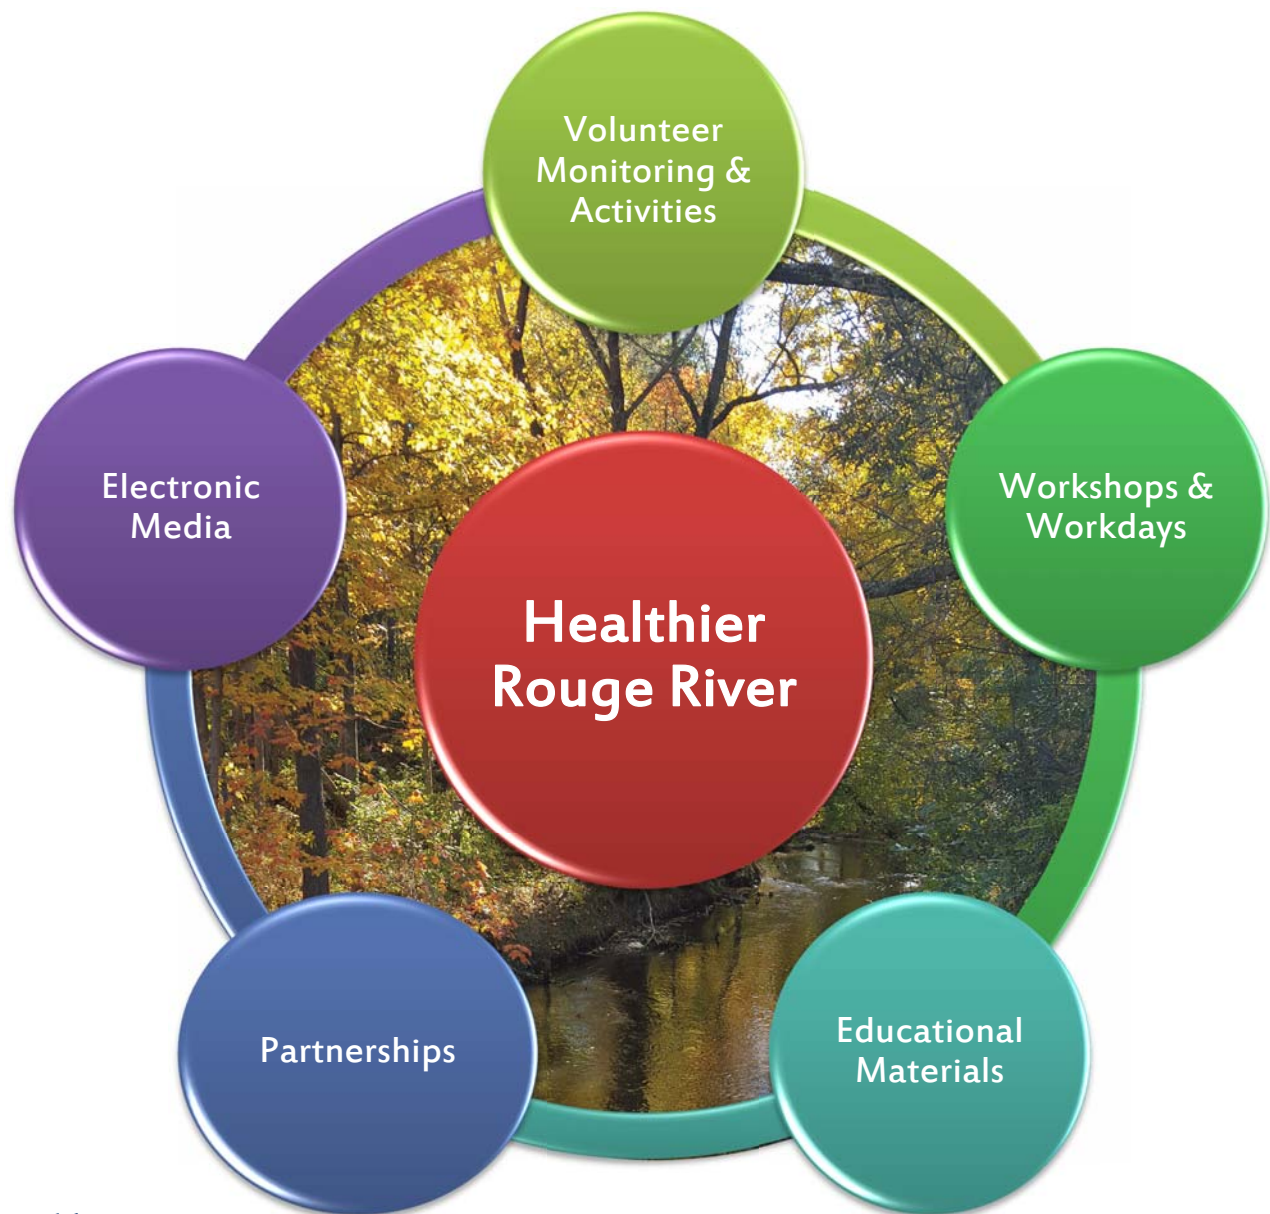 Volunteer
Monitoring &
Activities
Electronic
Media
Workshops &
Workdays
Healthier
Rouge River
Partnerships
Educational
Materials